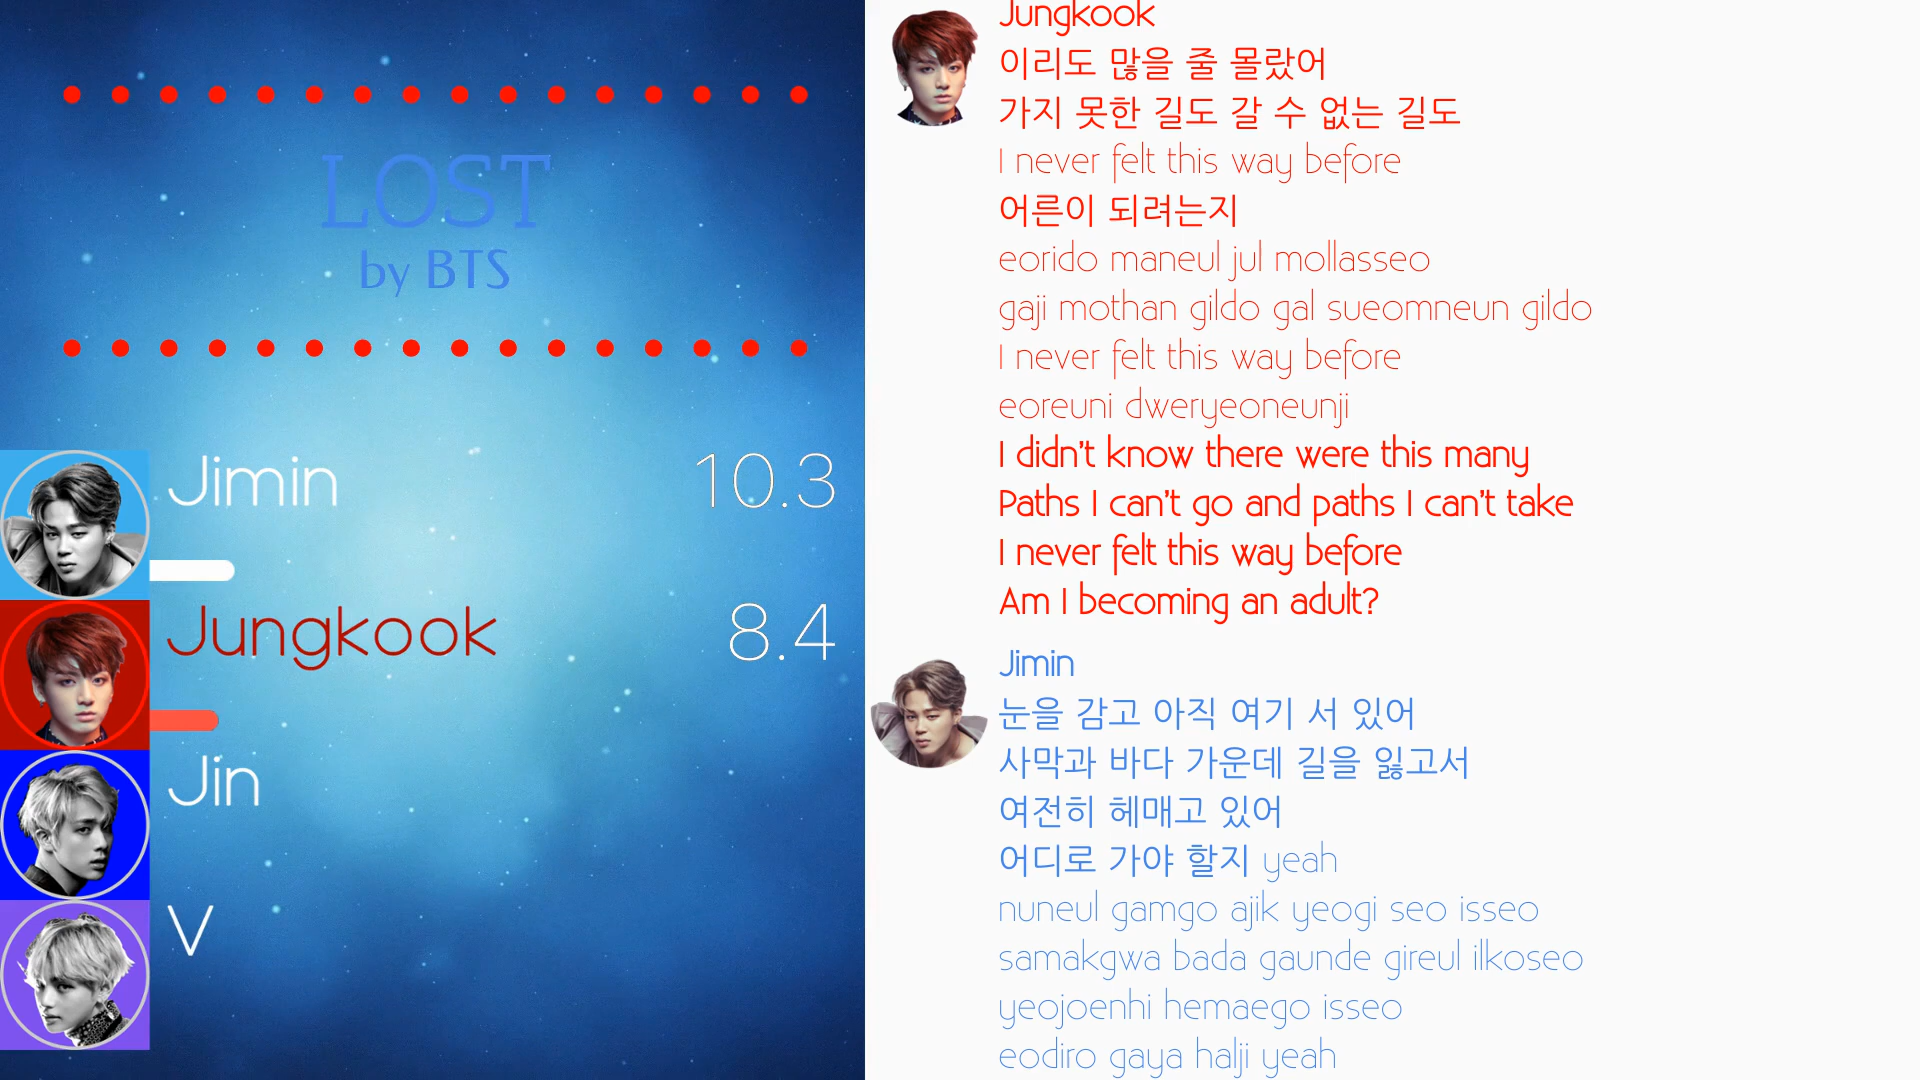 LOST
by BTS
Jimin 10.3
Jungkook 8.4
Jin
V
Jungkook
이리도 많을 줄 몰랐어
가지 못한 길도 갈 수 없는 길도
I never felt this way before
어른이 되려는지
eorido maneul jul mollasseo
gaji mothan gildo gal sueomneun gildo
I never felt this way before
eoreuni dweryeoneunji
I didn't know there were this many
Paths I can't go and paths I can't take
I never felt this way before
Am I becoming an adult?
Jimin
눈을 감고 아직 여기 서 있어
사막과 바다 가운데 길을 잃고서
여전히 헤매고 있어
어디로 가야 할지 yeah
nuneul gamgo ajik yeogi seo isseo
samakgwa bada gaunde gireul ilkoseo
yeojoenhi hemaego isseo
eodiro gaya halji yeah